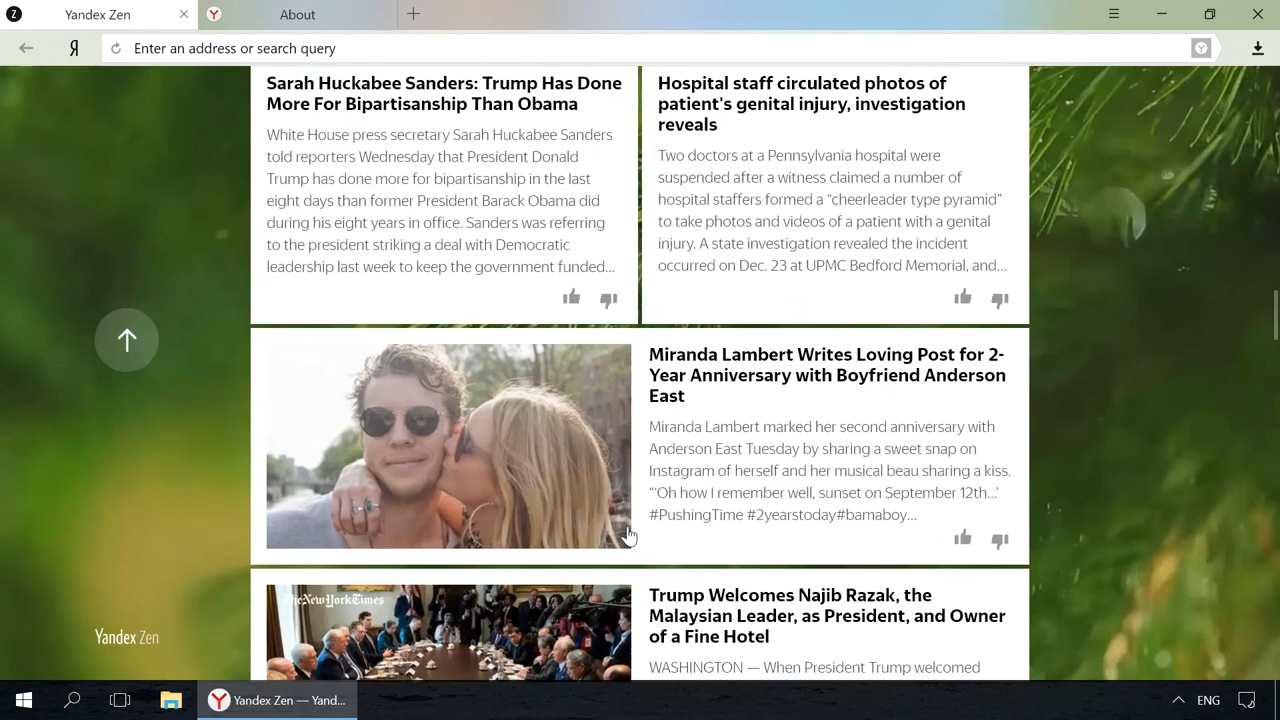 Yandex Zen
About
Я
Enter an address or search query
Sarah Huckabee Sanders: Trump Has Done
More For Bipartisanship Than Obama
White House press secretary Sarah Huckabee Sanders
told reporters Wednesday that President Donald
Trump has done more for bipartisanship in the last
eight days than former President Barack Obama did
during his eight years in office. Sanders was referring
to the president striking a deal with Democratic
leadership last week to keep the government funded...
Hospital staff circulated photos of
patient's genital injury, investigation
reveals
Two doctors at a Pennsylvania hospital were
suspended after a witness claimed a number of
hospital staffers formed a “cheerleader type pyramid”
to take photos and videos of a patient with a genital
injury. A state investigation revealed the incident
occurred on Dec. 23 at UPMC Bedford Memorial, and...
Miranda Lambert Writes Loving Post for 2-
Year Anniversary with Boyfriend Anderson
East
Miranda Lambert marked her second anniversary with
Anderson East Tuesday by sharing a sweet snap on
Instagram of herself and her musical beau sharing a kiss.
“‘Oh how I remember well, sunset on September 12th...’
#PushingTime #2yearstoday#bamaboy...
The New York Times
Trump Welcomes Najib Razak, the
Malaysian Leader, as President, and Owner
of a Fine Hotel
WASHINGTON — When President Trump welcomed
Yandex Zen
Yandex Zen — Yand...
ENG